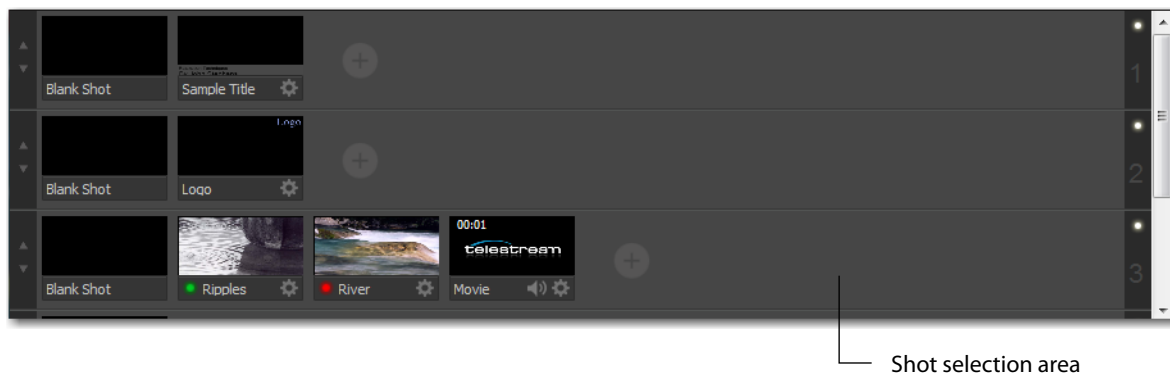 Blank Shot
Sample Title
1
Logo
Blank Shot
Logo
2
00:01
telestream
Blank Shot
Ripples
River
Movie
3
Shot selection area